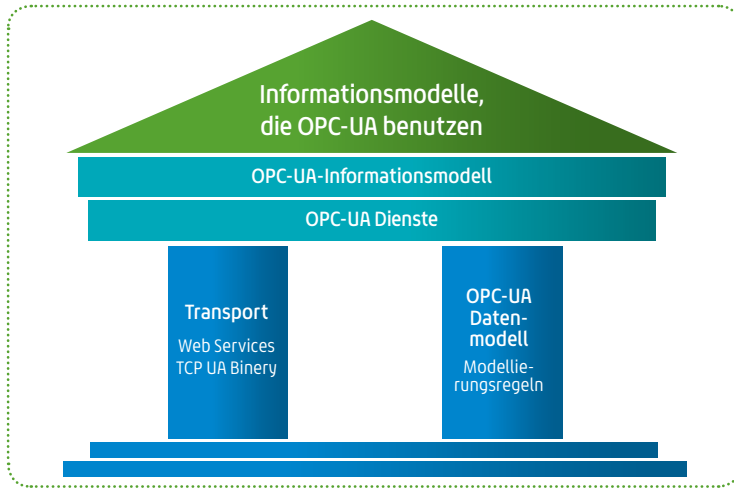 Informationsmodelle,
die OPC-UA benutzen
OPC-UA-Informationsmodell
OPC-UA Dienste
Transport
Web Services
TCP UA Binery
OPC-UA
Daten-
modell
Modellie-
rungsregeln